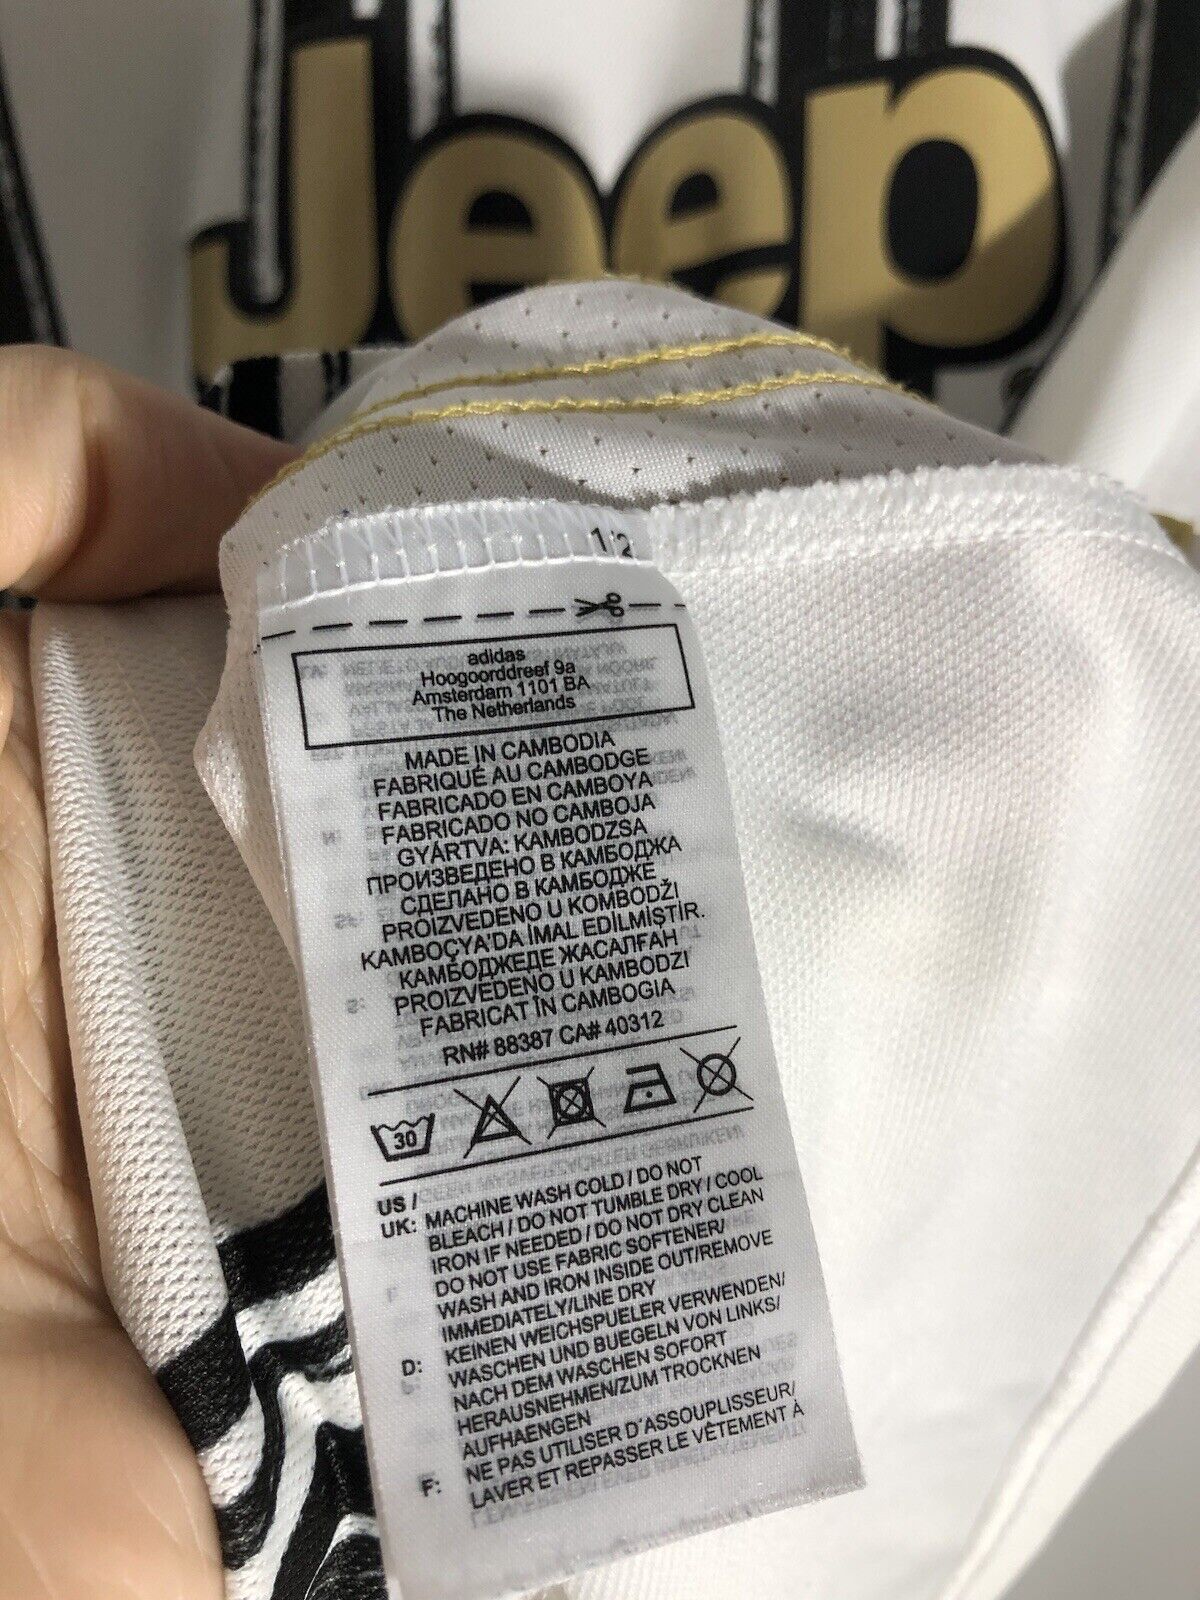 Jeep
1/2
adidas
Hoogoorddreef 9a
Amsterdam 1101 BA
The Netherlands
MADE IN CAMBODIA
FABRIQUÉ AU CAMBODGE
FABRICADO EN CAMBOYA
FABRICADO NO CAMBOJA
GYÁRTVA: KAMBODZSA
ПРОИЗВЕДЕНО В КАМБОДЖА
СДЕЛАНО В КАМБОДЖЕ
PROIZVEDENO U KOMBODŽI
KAMBOÇYA'DA İMAL EDİLMİŞTİR.
КАМБОДЖЕДЕ ЖАСАЛҒАН
PROIZVEDENO U KAMBODZI
FABRICAT ÎN CAMBOGIA
RN# 88387 CA# 40312
30
US / UK: MACHINE WASH COLD / DO NOT
BLEACH / DO NOT TUMBLE DRY / COOL
IRON IF NEEDED / DO NOT DRY CLEAN
DO NOT USE FABRIC SOFTENER/
WASH AND IRON INSIDE OUT/REMOVE
IMMEDIATELY/LINE DRY
D: KEINEN WEICHSPUELER VERWENDEN/
WASCHEN UND BUEGELN VON LINKS/
NACH DEM WASCHEN SOFORT
HERAUSNEHMEN/ZUM TROCKNEN
AUFHAENGEN
F: NE PAS UTILISER D'ASSOUPLISSEUR/
LAVER ET REPASSER LE VÊTEMENT À